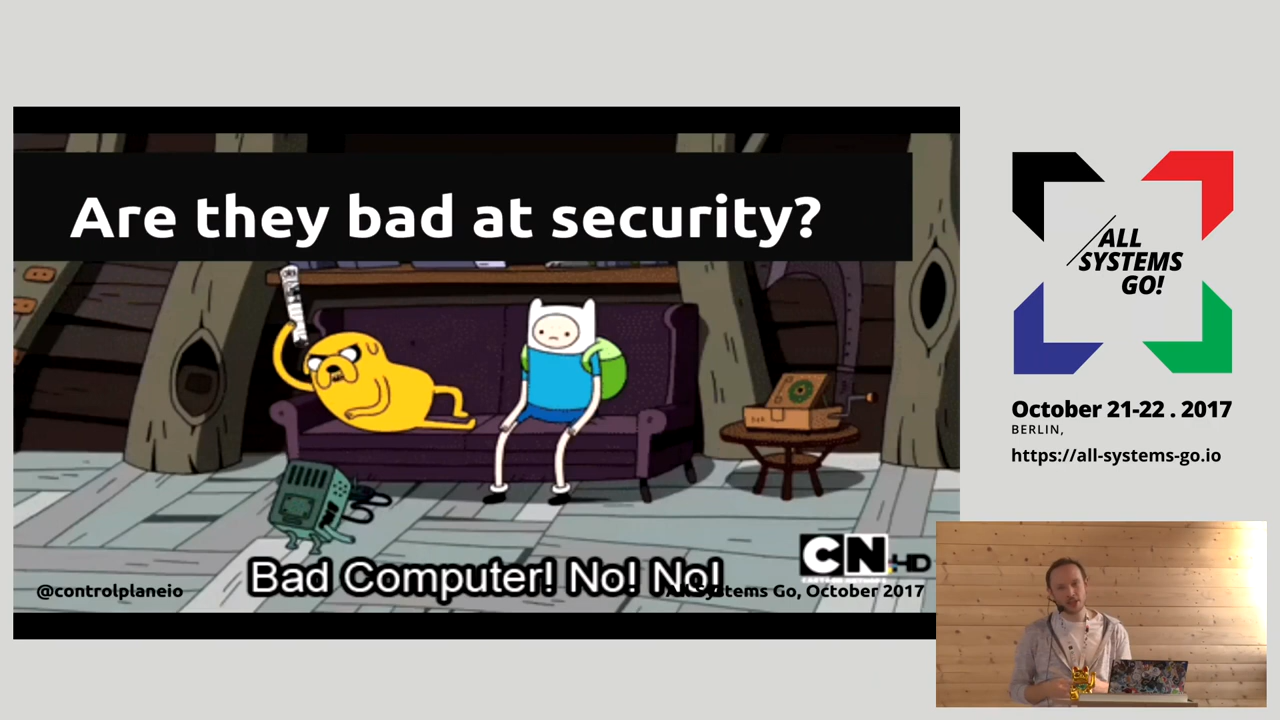 Are they bad at security?
Bad Computer! No! No!
CN HD
@controlplaneio
All Systems Go, October 2017
ALL
SYSTEMS
GO!
October 21-22 . 2017
BERLIN,
https://all-systems-go.io